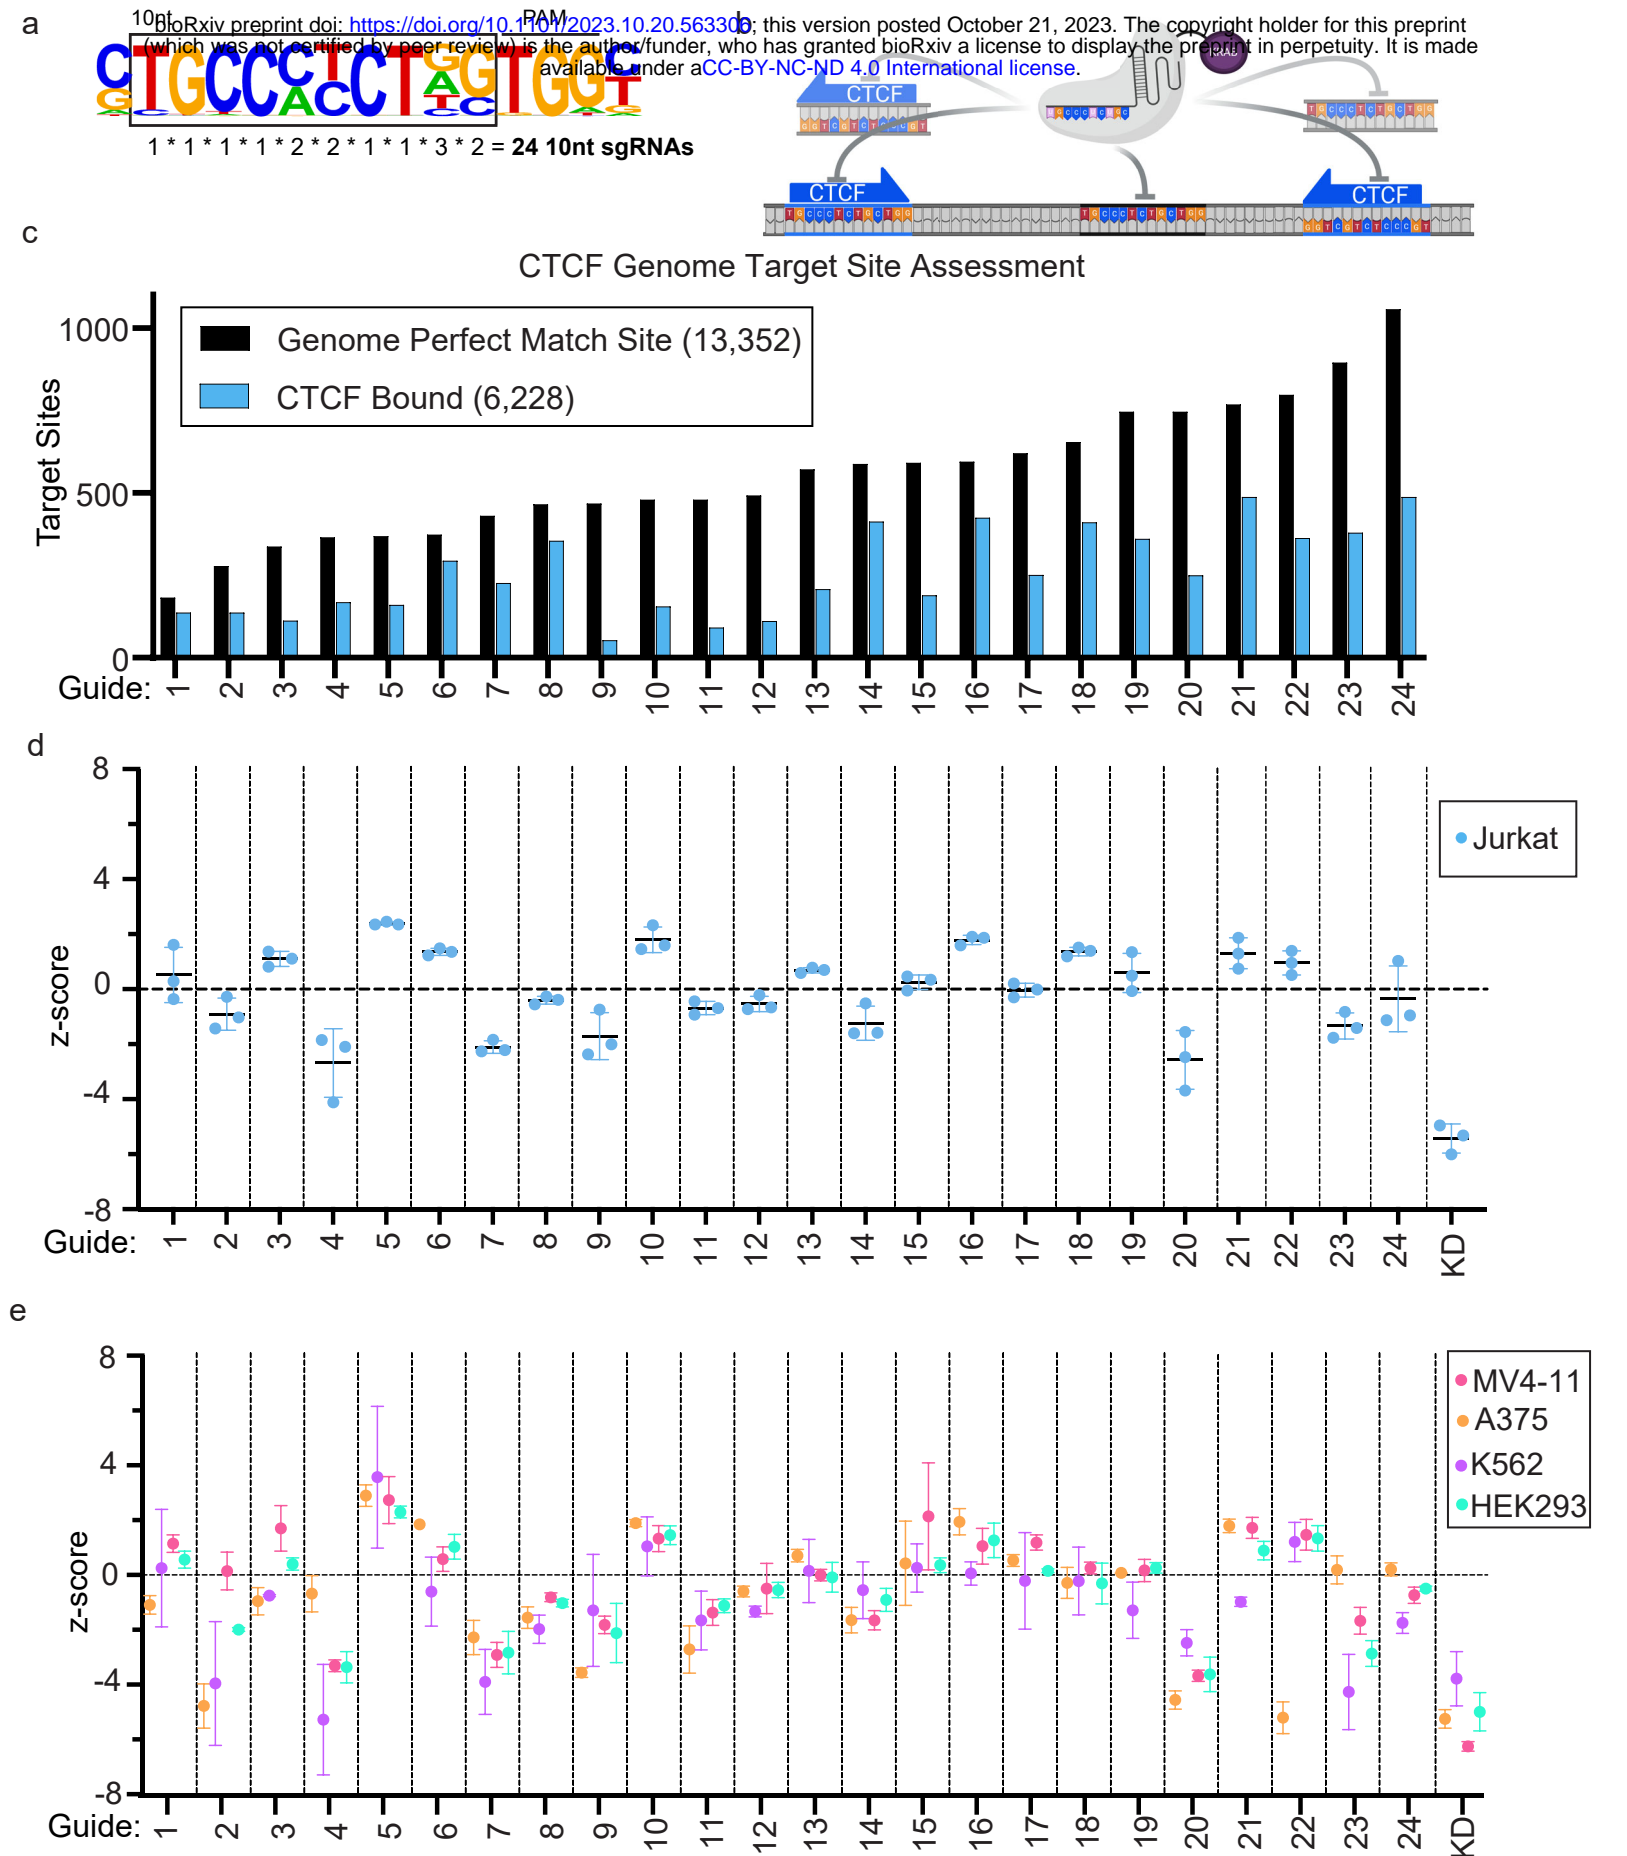 a
10nt
PAM
b
bioRxiv preprint doi: https://doi.org/10.1101/2023.10.20.563306; this version posted October 21, 2023. The copyright holder for this preprint
(which was not certified by peer review) is the author/funder, who has granted bioRxiv a license to display the preprint in perpetuity. It is made
available under aCC-BY-NC-ND 4.0 International license.
KRAB
CTCF
1 * 1 * 1 * 1 * 2 * 2 * 1 * 1 * 3 * 2 = 24 10nt sgRNAs
CTCF
CTCF
TGCCCTCTGCTGG
TGCCCTCTGCTGG
c
CTCF Genome Target Site Assessment
Genome Perfect Match Site (13,352)
CTCF Bound (6,228)
Target Sites
1000
500
0
Guide: 1 2 3 4 5 6 7 8 9 10 11 12 13 14 15 16 17 18 19 20 21 22 23 24
d
Jurkat
z-score
8
4
0
-4
-8
Guide: 1 2 3 4 5 6 7 8 9 10 11 12 13 14 15 16 17 18 19 20 21 22 23 24 KD
e
MV4-11
A375
K562
HEK293
z-score
8
4
0
-4
-8
Guide: 1 2 3 4 5 6 7 8 9 10 11 12 13 14 15 16 17 18 19 20 21 22 23 24 KD